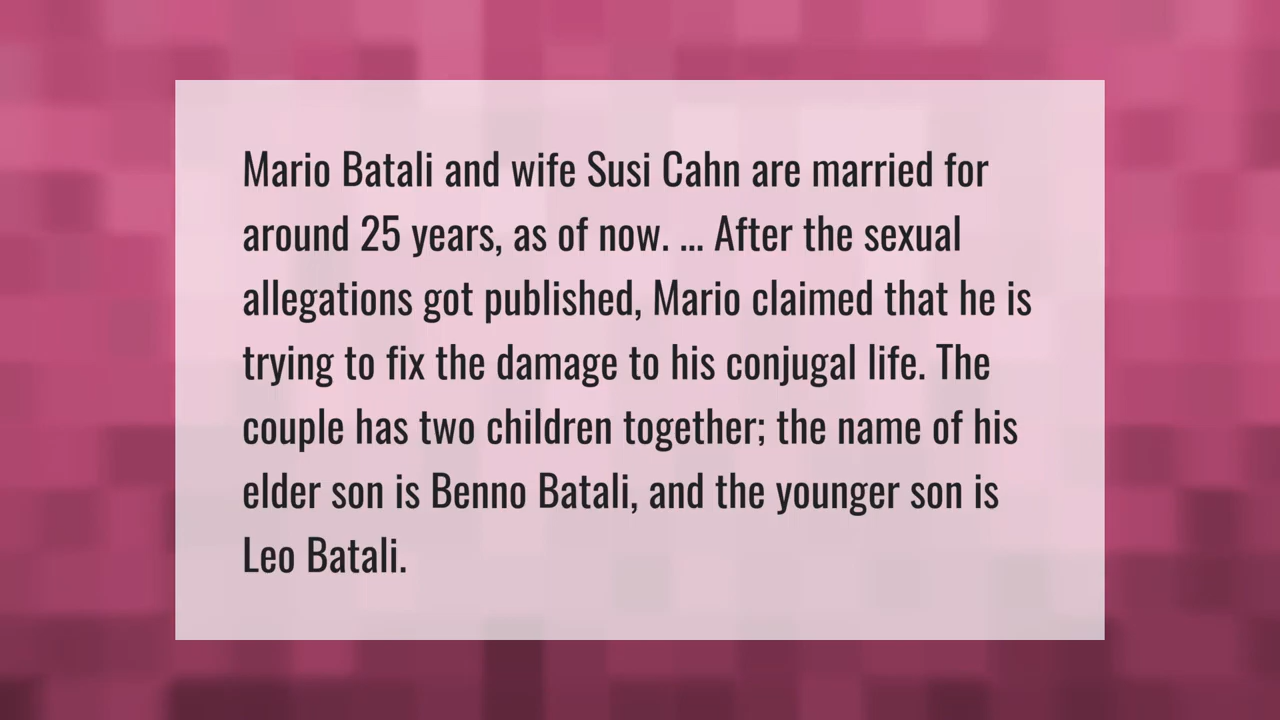 Mario Batali and wife Susi Cahn are married for
around 25 years, as of now. ... After the sexual
allegations got published, Mario claimed that he is
trying to fix the damage to his conjugal life. The
couple has two children together; the name of his
elder son is Benno Batali, and the younger son is
Leo Batali.